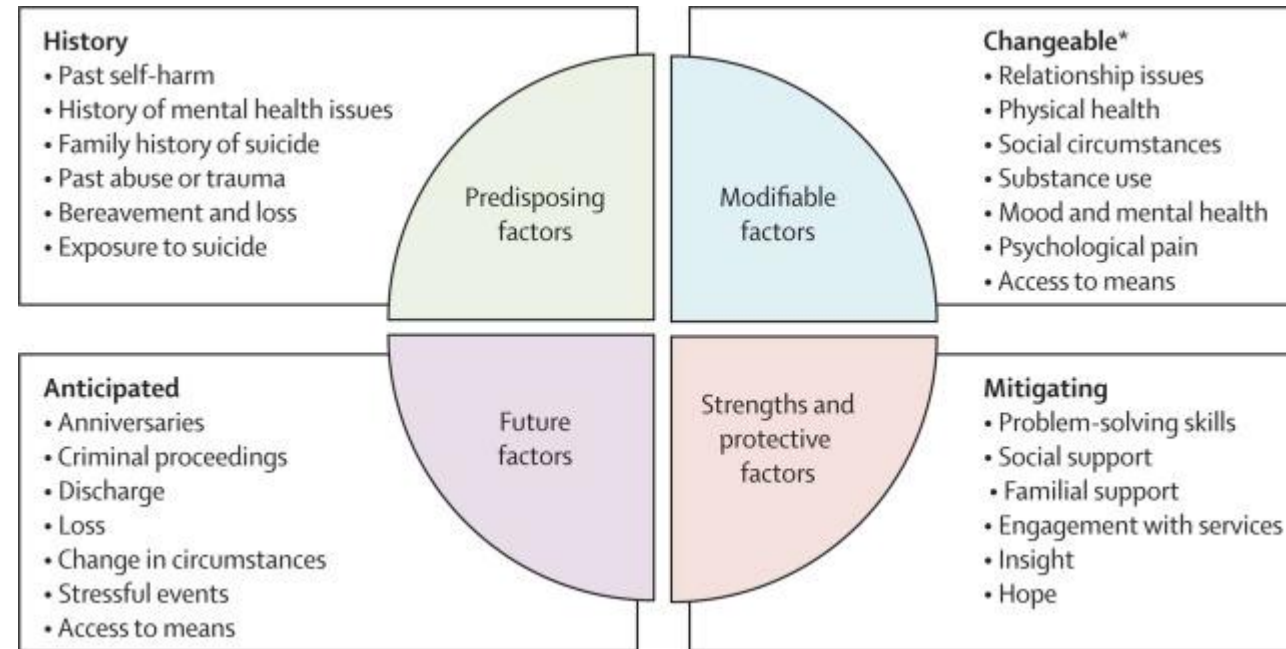 History
• Past self-harm
• History of mental health issues
• Family history of suicide
• Past abuse or trauma
• Bereavement and loss
• Exposure to suicide
Predisposing
factors
Modifiable
factors
Changeable*
• Relationship issues
• Physical health
• Social circumstances
• Substance use
• Mood and mental health
• Psychological pain
• Access to means
Anticipated
• Anniversaries
• Criminal proceedings
• Discharge
• Loss
• Change in circumstances
• Stressful events
• Access to means
Future
factors
Strengths and
protective
factors
Mitigating
• Problem-solving skills
• Social support
• Familial support
• Engagement with services
• Insight
• Hope